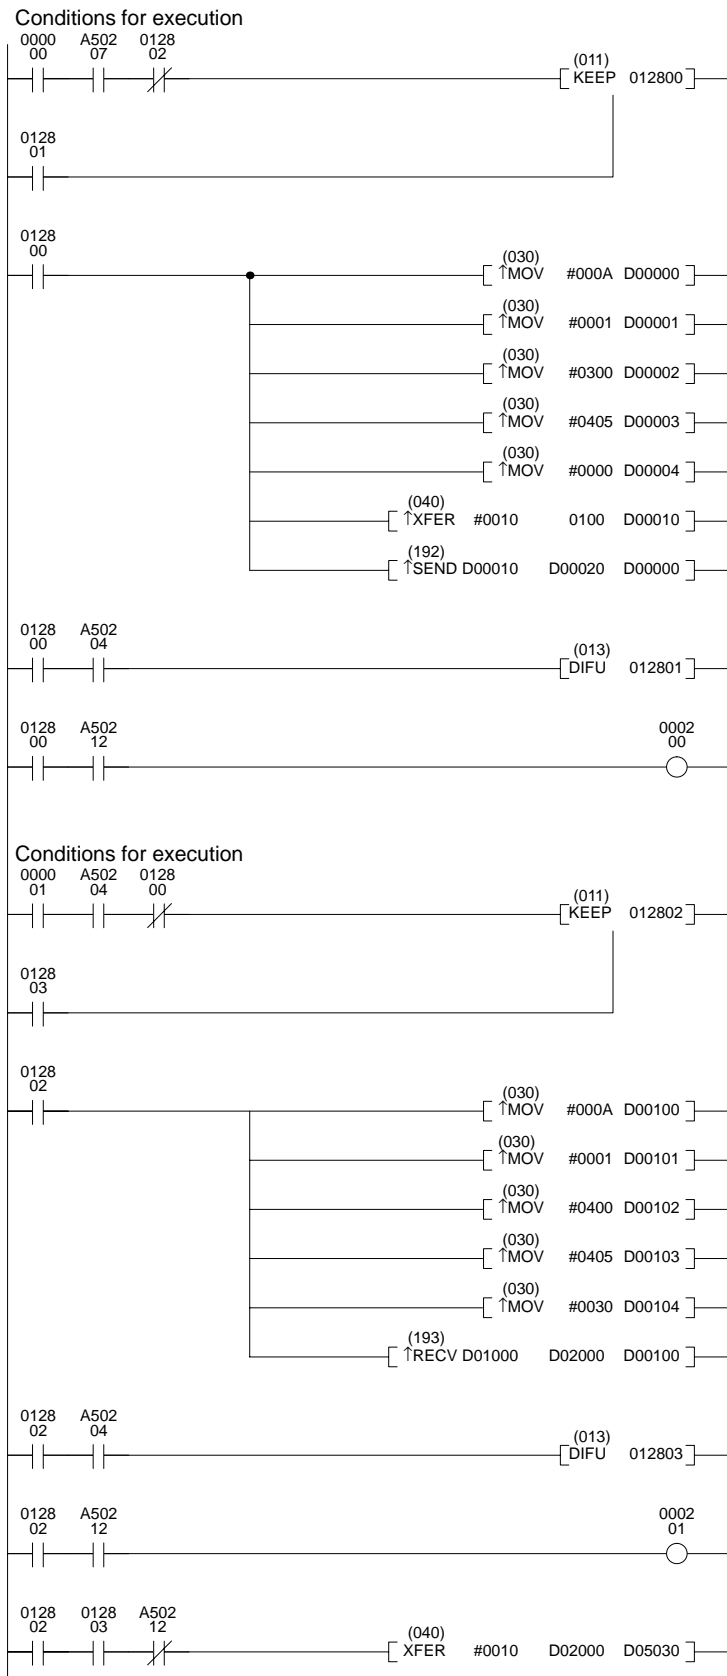 Conditions for execution
0000 A502 0128
00 07 02
(011)
KEEP 012800
0128
01
0128
00
(030)
↑MOV #000A D00000
(030)
↑MOV #0001 D00001
(030)
↑MOV #0300 D00002
(030)
↑MOV #0405 D00003
(030)
↑MOV #0000 D00004
(040)
↑XFER #0010 0100 D00010
(192)
↑SEND D00010 D00020 D00000
0128 A502
00 04
(013)
DIFU 012801
0128 A502
00 12
0002
00
Conditions for execution
0000 A502 0128
01 04 00
(011)
KEEP 012802
0128
03
0128
02
(030)
↑MOV #000A D00100
(030)
↑MOV #0001 D00101
(030)
↑MOV #0400 D00102
(030)
↑MOV #0405 D00103
(030)
↑MOV #0030 D00104
(193)
↑RECV D01000 D02000 D00100
0128 A502
02 04
(013)
DIFU 012803
0128 A502
02 12
0002
01
0128 0128 A502
02 03 12
(040)
XFER #0010 D02000 D05030